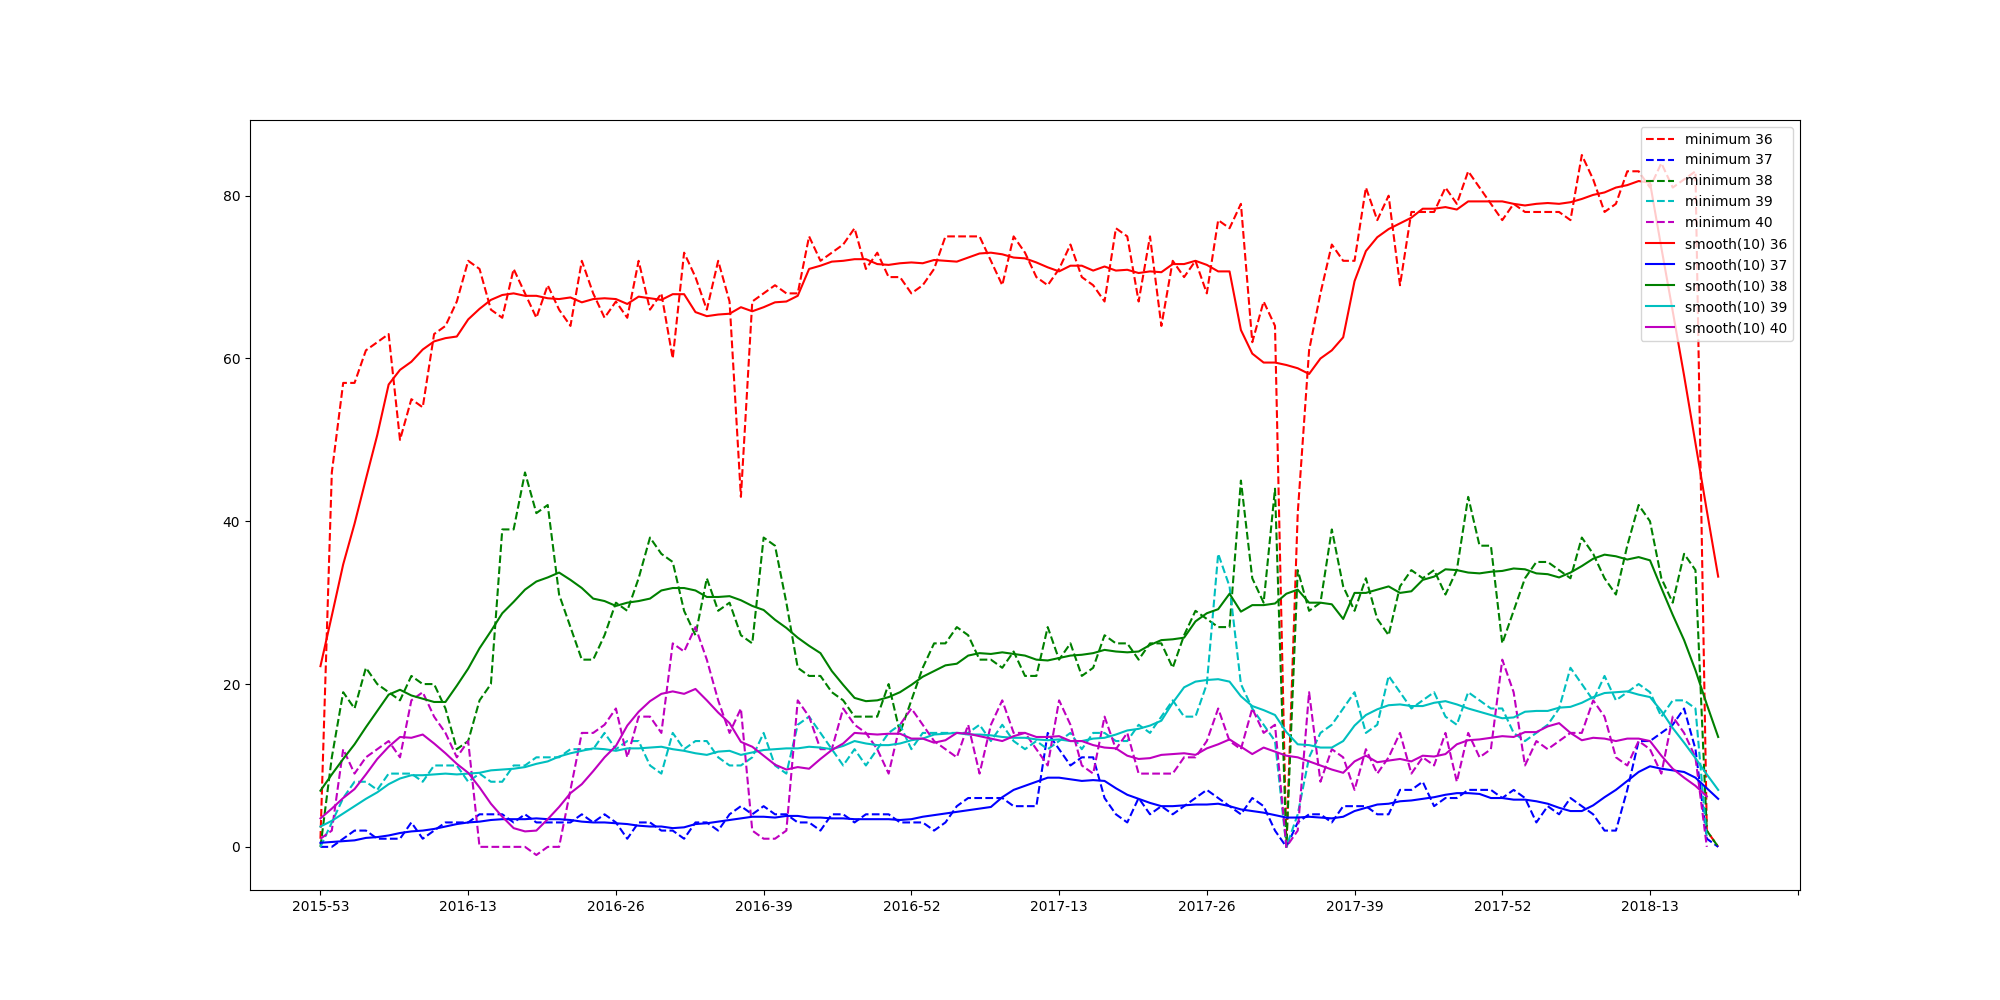 minimum 36
minimum 37
minimum 38
minimum 39
minimum 40
smooth(10) 36
smooth(10) 37
smooth(10) 38
smooth(10) 39
smooth(10) 40
80
60
40
20
0
2015-53 2016-13 2016-26 2016-39 2016-52 2017-13 2017-26 2017-39 2017-52 2018-13